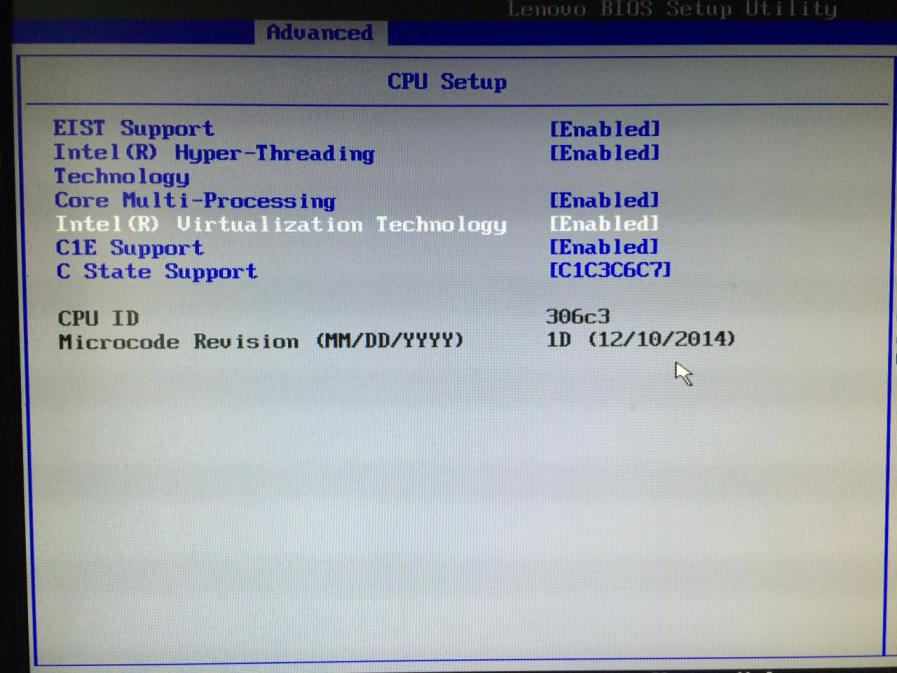 Lenovo BIOS Setup Utility
Advanced
CPU Setup
EIST Support [Enabled]
Intel(R) Hyper-Threading [Enabled]
Technology
Core Multi-Processing [Enabled]
Intel(R) Virtualization Technology [Enabled]
C1E Support [Enabled]
C State Support [C1C3C6C7]
CPU ID 306c3
Microcode Revision (MM/DD/YYYY) 1D (12/10/2014)